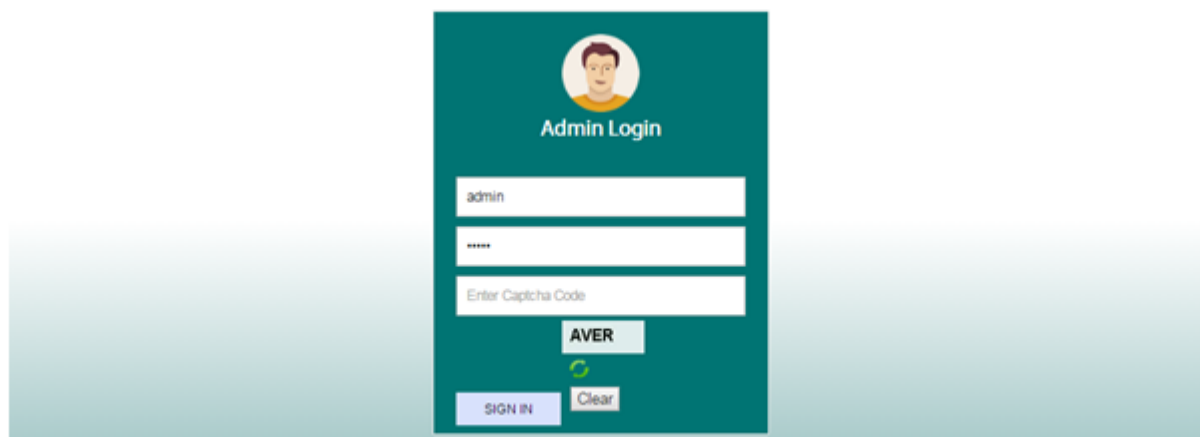 Admin Login
admin
•••••
Enter Captcha Code
AVER
Clear
SIGN IN